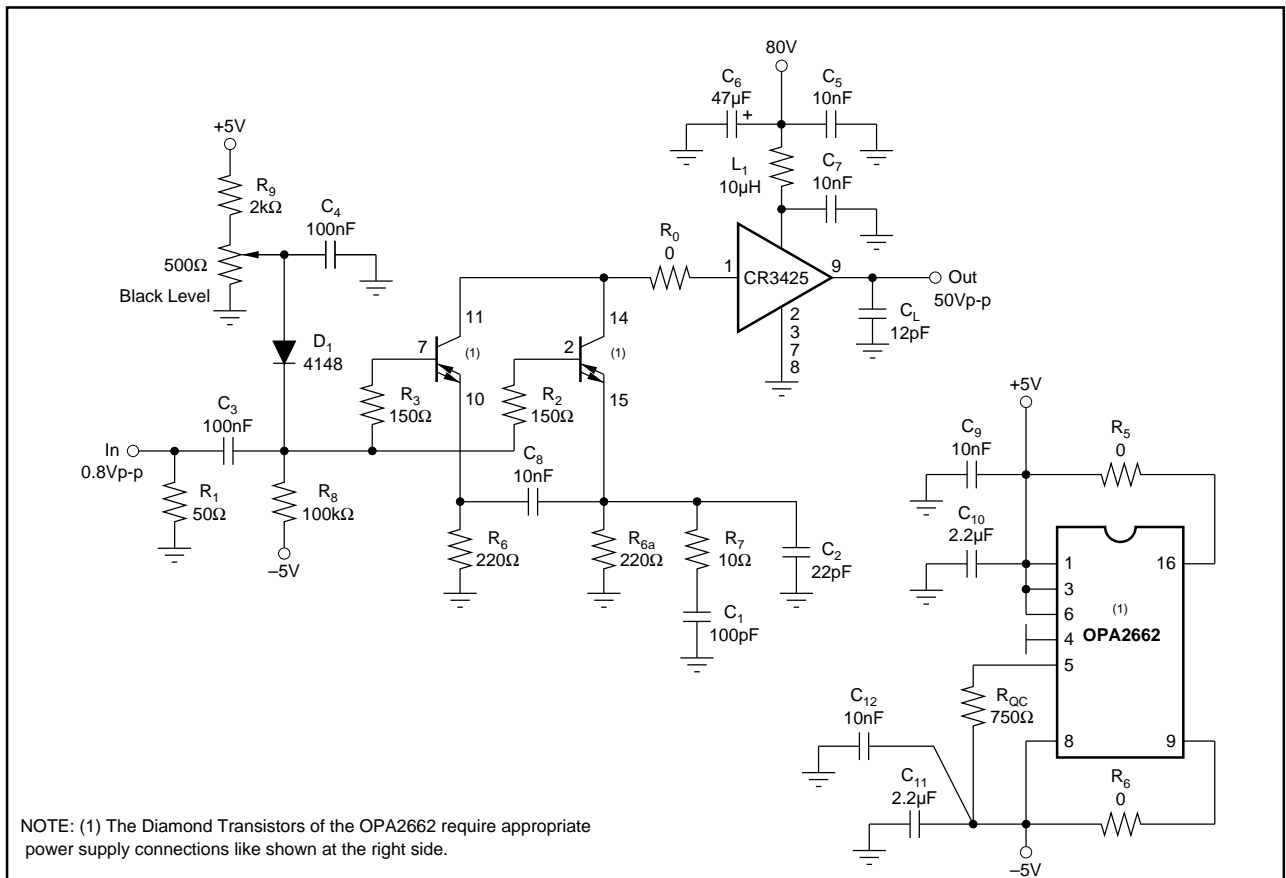 80V
C6
47µF
+
C5
10nF
L1
10µH
C7
10nF
+5V
R9
2kΩ
C4
100nF
500Ω
Black Level
D1
4148
R0
0
1
CR3425
9
2
3
7
8
Out
50Vp-p
CL
12pF
11
7
(1)
10
14
2
(1)
15
R3
150Ω
R2
150Ω
C3
100nF
In
0.8Vp-p
R1
50Ω
R8
100kΩ
–5V
C8
10nF
R6
220Ω
R6a
220Ω
R7
10Ω
C1
100pF
C2
22pF
+5V
C9
10nF
R5
0
C10
2.2µF
1
3
6
4
5
8
16
9
(1)
OPA2662
RQC
750Ω
C12
10nF
C11
2.2µF
R6
0
–5V
NOTE: (1) The Diamond Transistors of the OPA2662 require appropriate
power supply connections like shown at the right side.